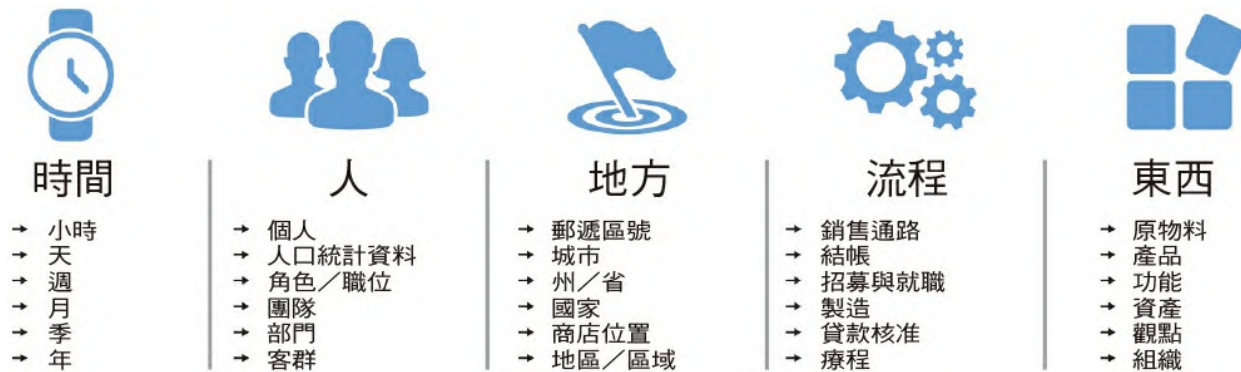 時間
→ 小時
→ 天
→ 週
→ 月
→ 季
→ 年
人
→ 個人
→ 人口統計資料
→ 角色／職位
→ 團隊
→ 部門
→ 客群
地方
→ 郵遞區號
→ 城市
→ 州／省
→ 國家
→ 商店位置
→ 地區／區域
流程
→ 銷售通路
→ 結帳
→ 招募與就職
→ 製造
→ 貸款核准
→ 療程
東西
→ 原物料
→ 產品
→ 功能
→ 資產
→ 觀點
→ 組織